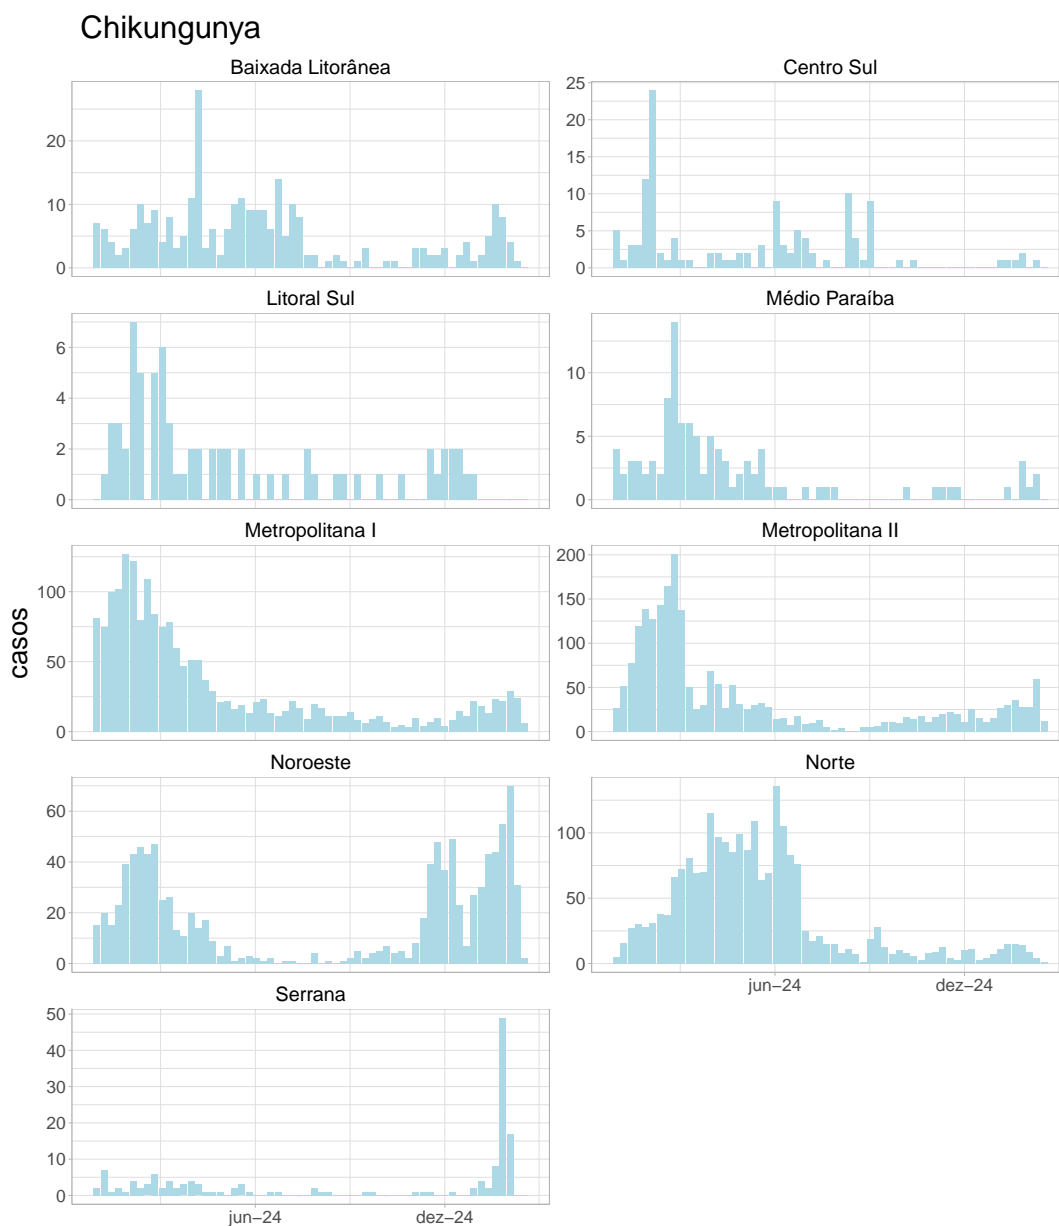 Chikungunya
Baixada Litorânea
Centro Sul
20
10
0
25
20
15
10
5
0
Litoral Sul
Médio Paraíba
6
4
2
0
10
5
0
Metropolitana I
Metropolitana II
100
50
0
200
150
100
50
0
casos
Noroeste
Norte
60
40
20
0
100
50
0
jun−24
dez−24
Serrana
50
40
30
20
10
0
jun−24
dez−24